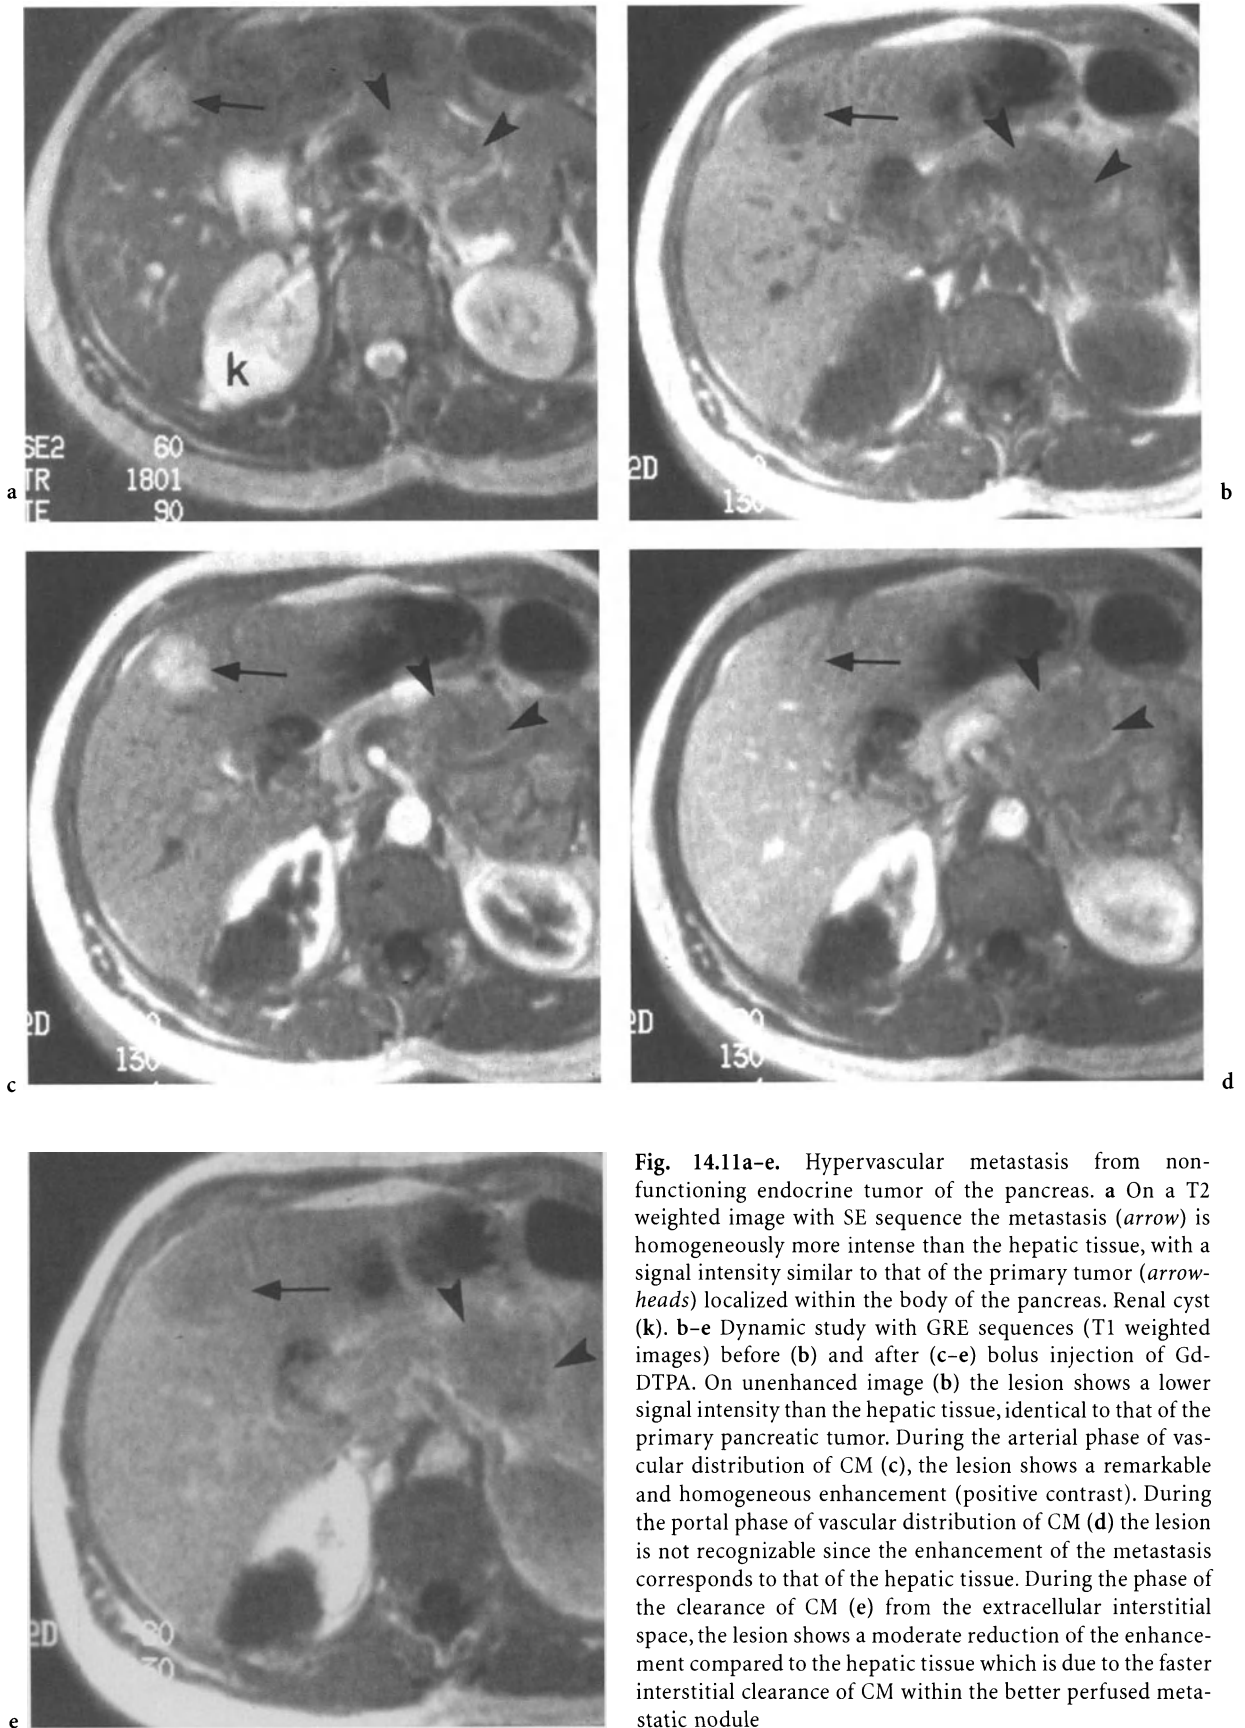 k
SE2 60
TR 1801
TE 90
a
2D
130
b
2D
130
c
2D
130
d
2D
e
Fig. 14.11a–e. Hypervascular metastasis from non-
functioning endocrine tumor of the pancreas. a On a T2
weighted image with SE sequence the metastasis (arrow) is
homogeneously more intense than the hepatic tissue, with a
signal intensity similar to that of the primary tumor (arrow-
heads) localized within the body of the pancreas. Renal cyst
(k). b–e Dynamic study with GRE sequences (T1 weighted
images) before (b) and after (c–e) bolus injection of Gd-
DTPA. On unenhanced image (b) the lesion shows a lower
signal intensity than the hepatic tissue, identical to that of the
primary pancreatic tumor. During the arterial phase of vas-
cular distribution of CM (c), the lesion shows a remarkable
and homogeneous enhancement (positive contrast). During
the portal phase of vascular distribution of CM (d) the lesion
is not recognizable since the enhancement of the metastasis
corresponds to that of the hepatic tissue. During the phase of
the clearance of CM (e) from the extracellular interstitial
space, the lesion shows a moderate reduction of the enhance-
ment compared to the hepatic tissue which is due to the faster
interstitial clearance of CM within the better perfused meta-
static nodule